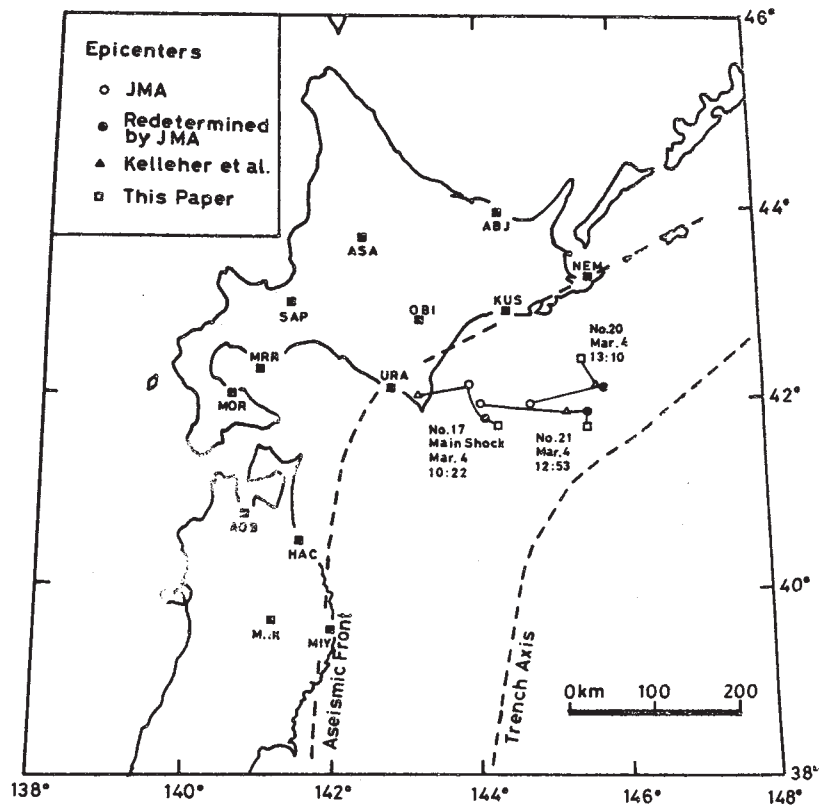 Epicenters
JMA
Redetermined
by JMA
Kelleher et al.
This Paper
46°
44°
42°
40°
38°
ABJ
ASA
NEM
SAP
OBI
KUS
MRR
URA
MOR
No.20
Mar. 4
13:10
No.17
Main Shock
Mar. 4
10:22
No.21
Mar. 4
12:53
HAC
MIY
Aseismic Front
Trench Axis
0km 100 200
138° 140° 142° 144° 146° 148°